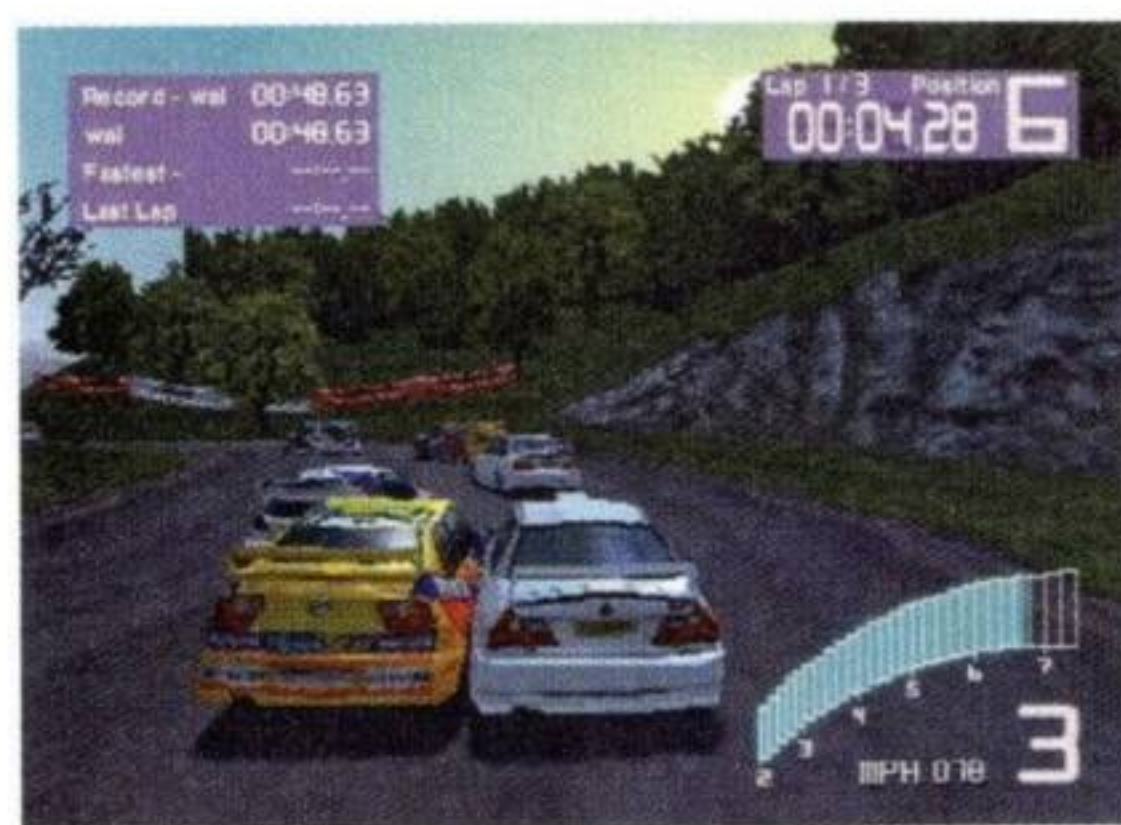 Record - wal 00:48.63
wal 00:48.63
Fastest - --:--.--
Last Lap --:--.--
Lap 1/3 Position 6
00:04.28
2 3 4 5 6 7
MPH 078
3